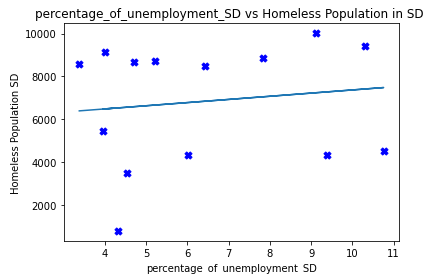 percentage_of_unemployment_SD vs Homeless Population in SD
10000
8000
6000
4000
2000
Homeless Population SD
4 5 6 7 8 9 10 11
percentage_of_unemployment_SD